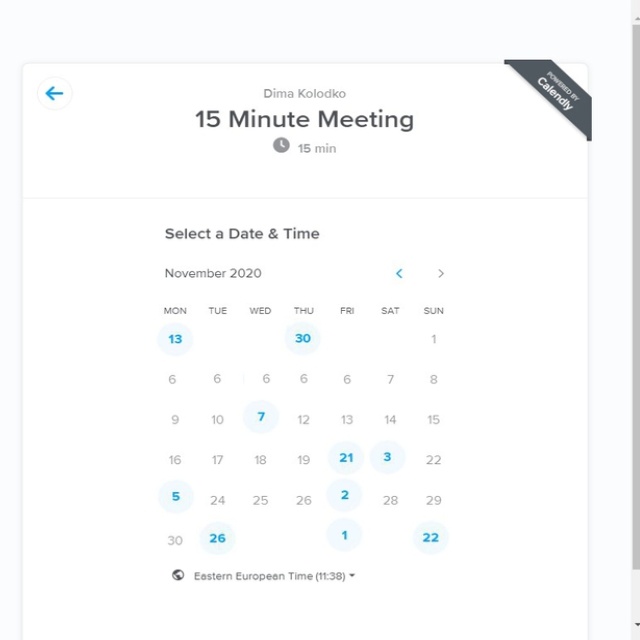 POWERED BY
Calendly
Dima Kolodko
15 Minute Meeting
15 min
Select a Date & Time
November 2020
MON TUE WED THU FRI SAT SUN
13 30 1
6 6 6 6 6 7 8
9 10 7 12 13 14 15
16 17 18 19 21 3 22
5 24 25 26 2 28 29
30 26 1 22
Eastern European Time (11:38)